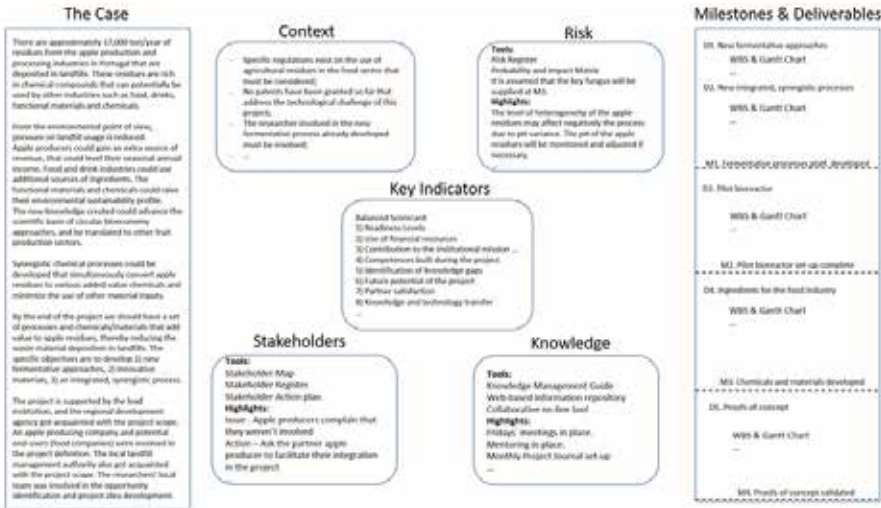 The Case
There are approximately 17,000 ton/year of
residues from the apple production and
processing industries in Portugal that are
deposited in landfills. These residues are rich
in chemical compounds that can potentially be
used by other industries such as food, drinks,
functional materials and chemicals.
From the environmental point of view,
pressure on landfill usage is reduced.
Apple producers could gain an extra source of
revenue, that could level their seasonal annual
income. Food and drink industries could use
additional sources of ingredients. The
functional materials and chemicals could raise
their environmental sustainability profile.
The new knowledge created could advance the
scientific basis of circular bioeconomy
approaches, and be translated to other fruit
production sectors.
Synergistic chemical processes could be
developed that simultaneously convert apple
residues to various added value chemicals and
minimize the use of other material inputs.
By the end of the project we should have a set
of processes and chemicals/materials that add
value to apple residues, thereby reducing the
waste material deposition in landfills. The
specific objectives are to develop 1) new
fermentative approaches, 2) innovative
materials, 3) an integrated, synergistic process.
The project is supported by the lead
institution, and the regional development
agency got acquainted with the project scope.
An apple producing company and potential
end-users (food companies) were involved in
the project definition. The local landfill
management authority also got acquainted
with the project scope. The researchers' local
team was involved in the opportunity
identification and project idea development.
Context
- Specific regulations exist on the use of
agricultural residues in the food sector that
must be considered;
- No patents have been granted so far that
address the technological challenge of this
project;
- The researcher involved in the new
fermentative process already developed
must be involved;
- ...
Risk
Tools:
Risk Register
Probability and Impact Matrix
It is assumed that the key fungus will be
supplied at M3.
Highlights:
The level of heterogeneity of the apple
residues may affect negatively the process
due to pH variance. The pH of the apple
residues will be monitored and adjusted if
necessary.
...
Key Indicators
Balanced Scorecard
1) Readiness Levels
2) Use of financial resources
3) Contribution to the institutional mission ...
4) Competences built during the project
5) Identification of knowledge gaps
6) Future potential of the project
7) Partner satisfaction
8) Knowledge and technology transfer
...
Stakeholders
Tools:
Stakeholder Map
Stakeholder Register
Stakeholder Action plan
Highlights:
Issue - Apple producers complain that
they weren't involved
Action – Ask the partner apple
producer to facilitate their integration
in the project
Knowledge
Tools:
Knowledge Management Guide
Web-based information repository
Collaborative on-line tool
Highlights:
Fridays' meetings in place.
Mentoring in place.
Monthly Project Journal set-up
...
Milestones & Deliverables
D1. New fermentative approaches
WBS & Gantt Chart
...
D2. New integrated, synergistic processes
WBS & Gantt Chart
...
M1. Fermentative processes developed
D3. Pilot bioreactor
WBS & Gantt Chart
...
M2. Pilot bioreactor set-up complete
D4. Ingredients for the food industry
WBS & Gantt Chart
...
M3. Chemicals and materials developed
D5. Proofs of concept
WBS & Gantt Chart
...
Proofs of concept validated